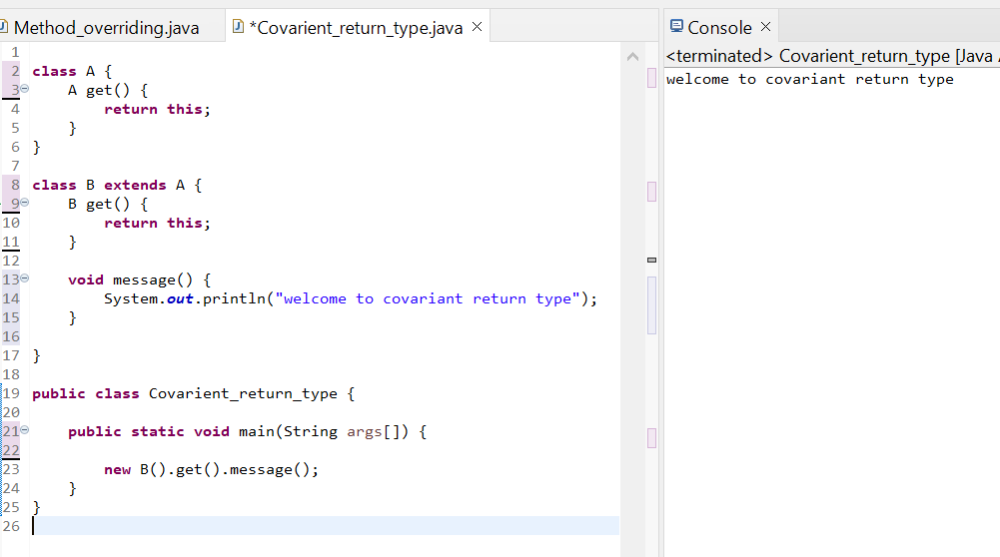 Method_overriding.java
*Covarient_return_type.java
1
2 class A {
3     A get() {
4         return this;
5     }
6 }
7
8 class B extends A {
9     B get() {
10         return this;
11     }
12
13     void message() {
14         System.out.println("welcome to covariant return type");
15     }
16
17 }
18
19 public class Covarient_return_type {
20
21     public static void main(String args[]) {
22
23         new B().get().message();
24     }
25 }
26
Console
<terminated> Covarient_return_type [Java
welcome to covariant return type